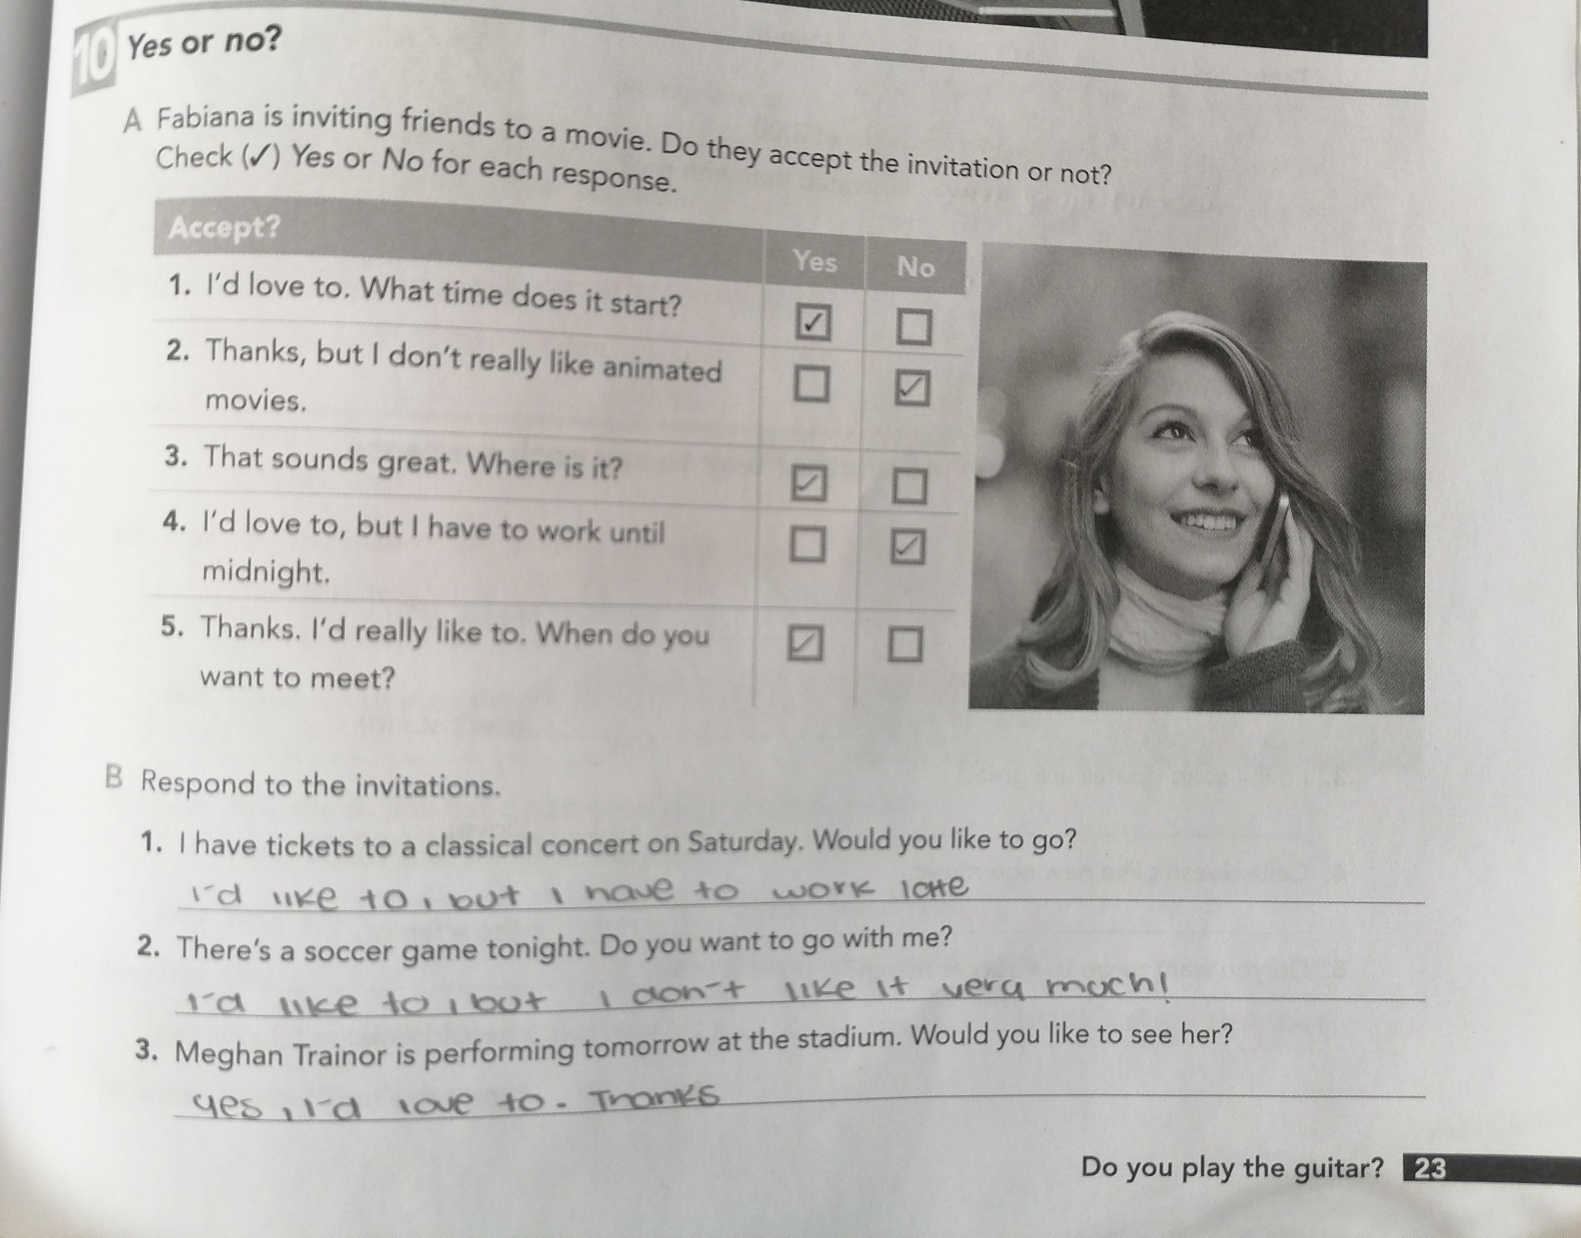 10 Yes or no?
A Fabiana is inviting friends to a movie. Do they accept the invitation or not?
Check (✓) Yes or No for each response.
Accept? Yes No
1. I'd love to. What time does it start? ☑ ☐
2. Thanks, but I don't really like animated ☐ ☑
movies.
3. That sounds great. Where is it? ☑ ☐
4. I'd love to, but I have to work until ☐ ☑
midnight.
5. Thanks. I'd really like to. When do you ☑ ☐
want to meet?
B Respond to the invitations.
1. I have tickets to a classical concert on Saturday. Would you like to go?
I'd like to, but I have to work late
2. There's a soccer game tonight. Do you want to go with me?
I'd like to, but I don't like it very much!
3. Meghan Trainor is performing tomorrow at the stadium. Would you like to see her?
yes, I'd love to. Thanks
Do you play the guitar? 23